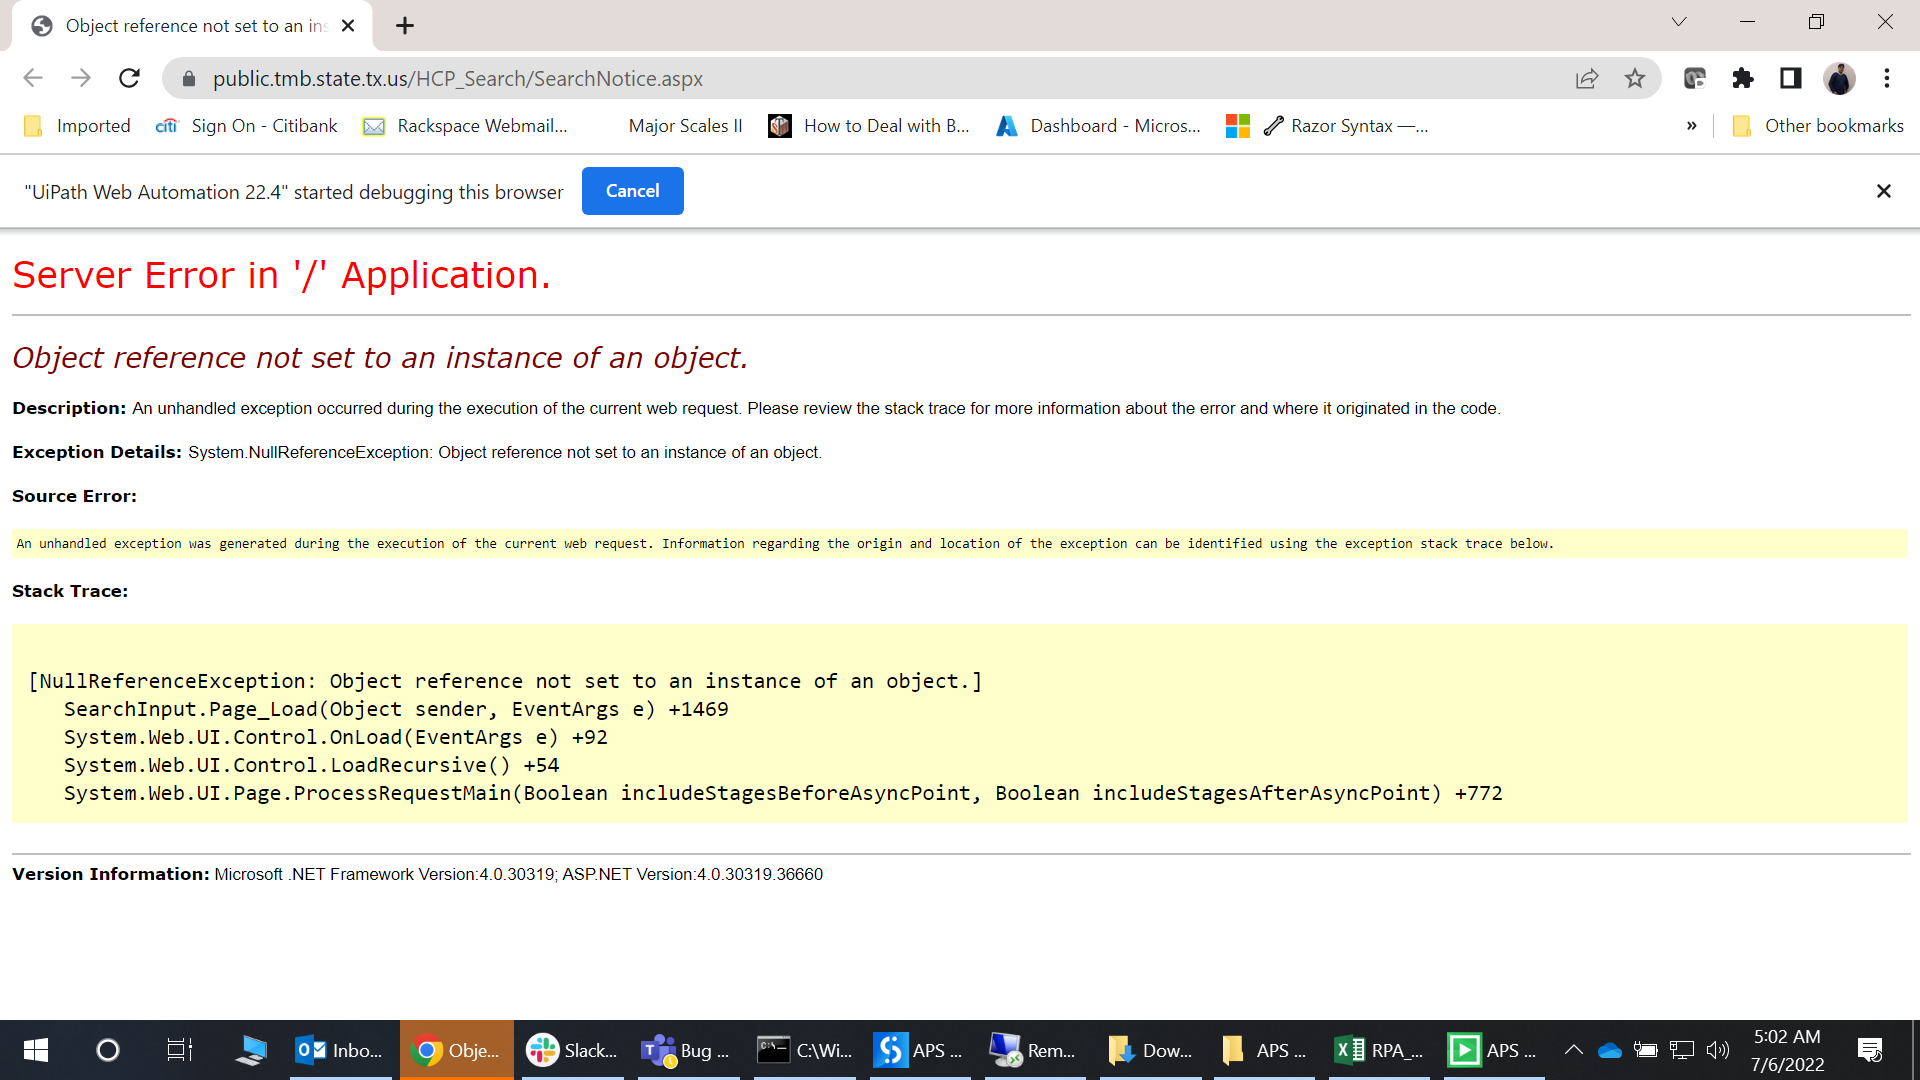 Object reference not set to an ins
public.tmb.state.tx.us/HCP_Search/SearchNotice.aspx
Imported
citi Sign On - Citibank
Rackspace Webmail...
Major Scales II
How to Deal with B...
Dashboard - Micros...
Razor Syntax —...
»
Other bookmarks
"UiPath Web Automation 22.4" started debugging this browser
Cancel
Server Error in '/' Application.
Object reference not set to an instance of an object.
Description: An unhandled exception occurred during the execution of the current web request. Please review the stack trace for more information about the error and where it originated in the code.
Exception Details: System.NullReferenceException: Object reference not set to an instance of an object.
Source Error:
An unhandled exception was generated during the execution of the current web request. Information regarding the origin and location of the exception can be identified using the exception stack trace below.
Stack Trace:
[NullReferenceException: Object reference not set to an instance of an object.]
SearchInput.Page_Load(Object sender, EventArgs e) +1469
System.Web.UI.Control.OnLoad(EventArgs e) +92
System.Web.UI.Control.LoadRecursive() +54
System.Web.UI.Page.ProcessRequestMain(Boolean includeStagesBeforeAsyncPoint, Boolean includeStagesAfterAsyncPoint) +772
Version Information: Microsoft .NET Framework Version:4.0.30319; ASP.NET Version:4.0.30319.36660
Inbo...
Obje...
Slack...
Bug ...
C:\Wi...
APS ...
Rem...
Dow...
APS ...
RPA_...
APS ...
5:02 AM
7/6/2022